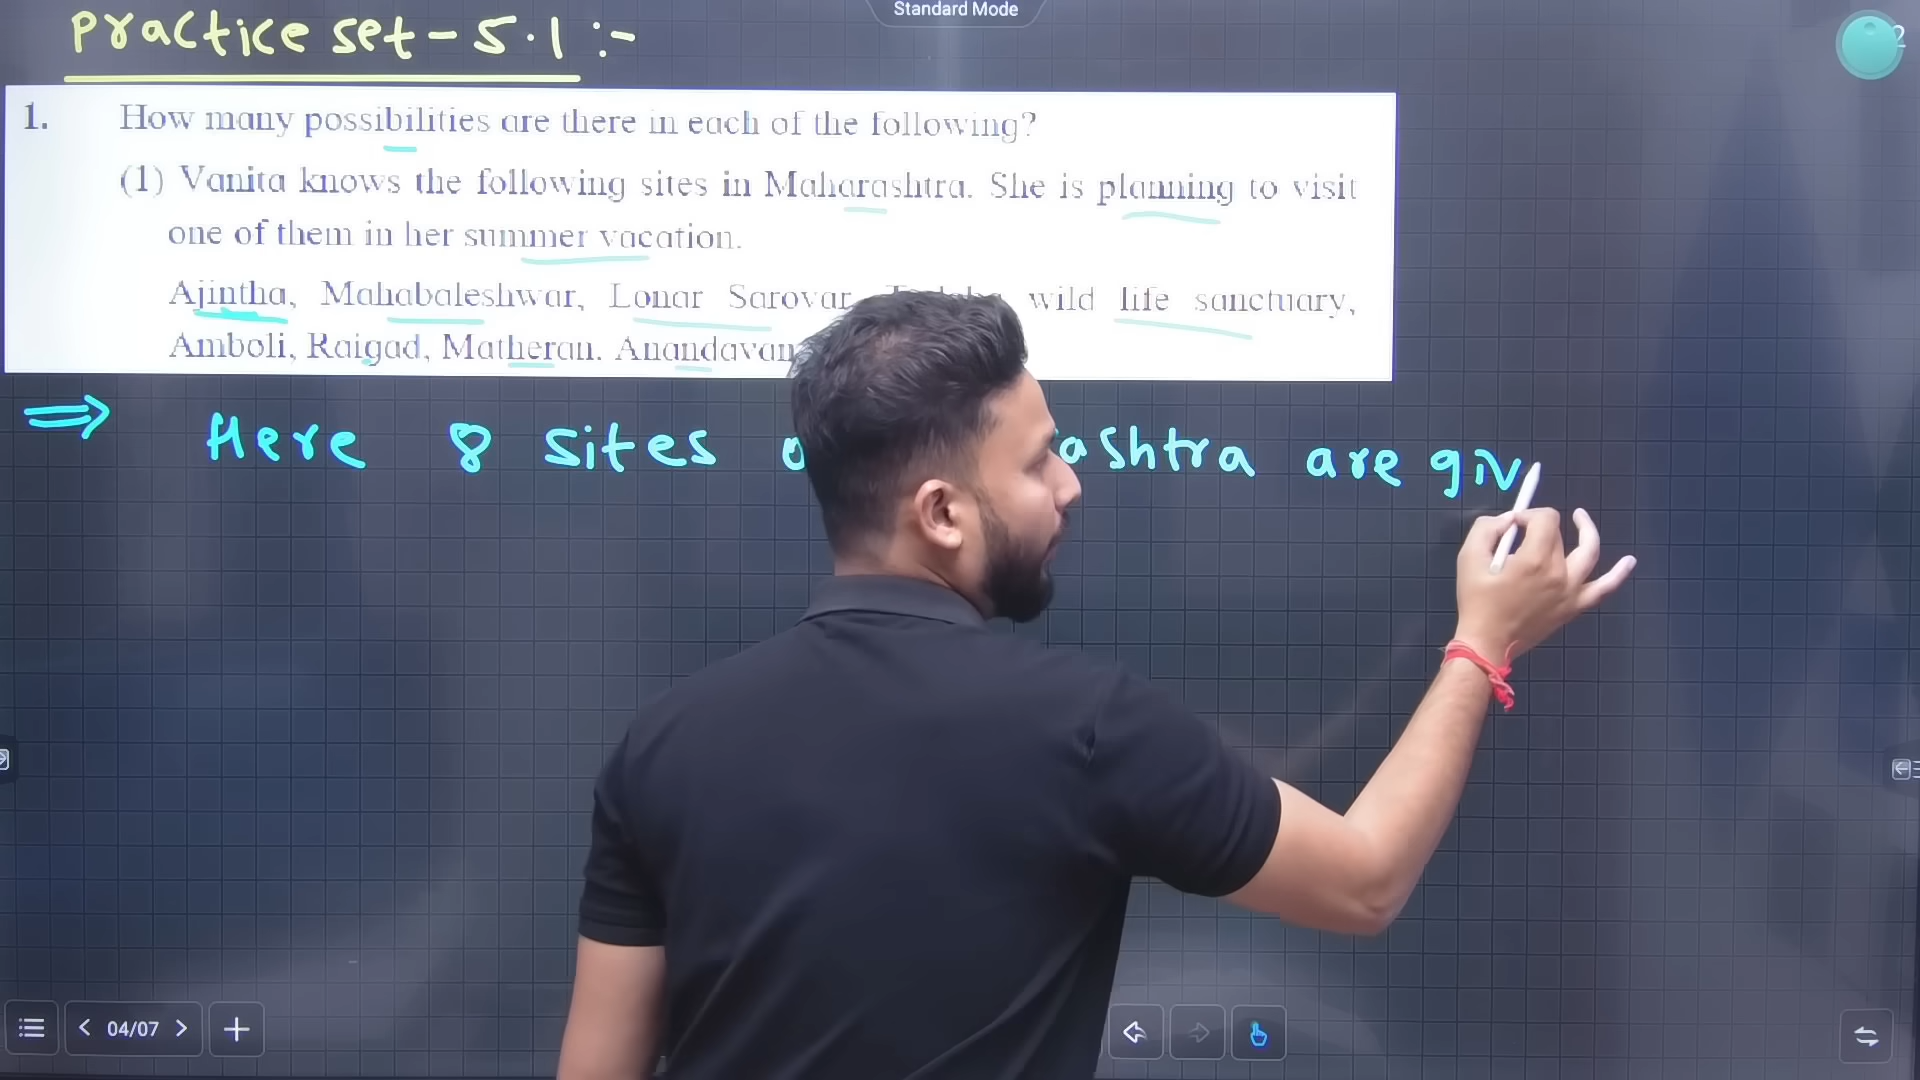 Standard Mode
Practice set - 5.1 :-
2
1. How many possibilities are there in each of the following?
(1) Vanita knows the following sites in Maharashtra. She is planning to visit
one of them in her summer vacation.
Ajintha, Mahabaleshwar, Lonar Sarovar wild life sanctuary,
Amboli, Raigad, Matheran. Anandavan
⇒ Here 8 sites ashtra are giv
04/07